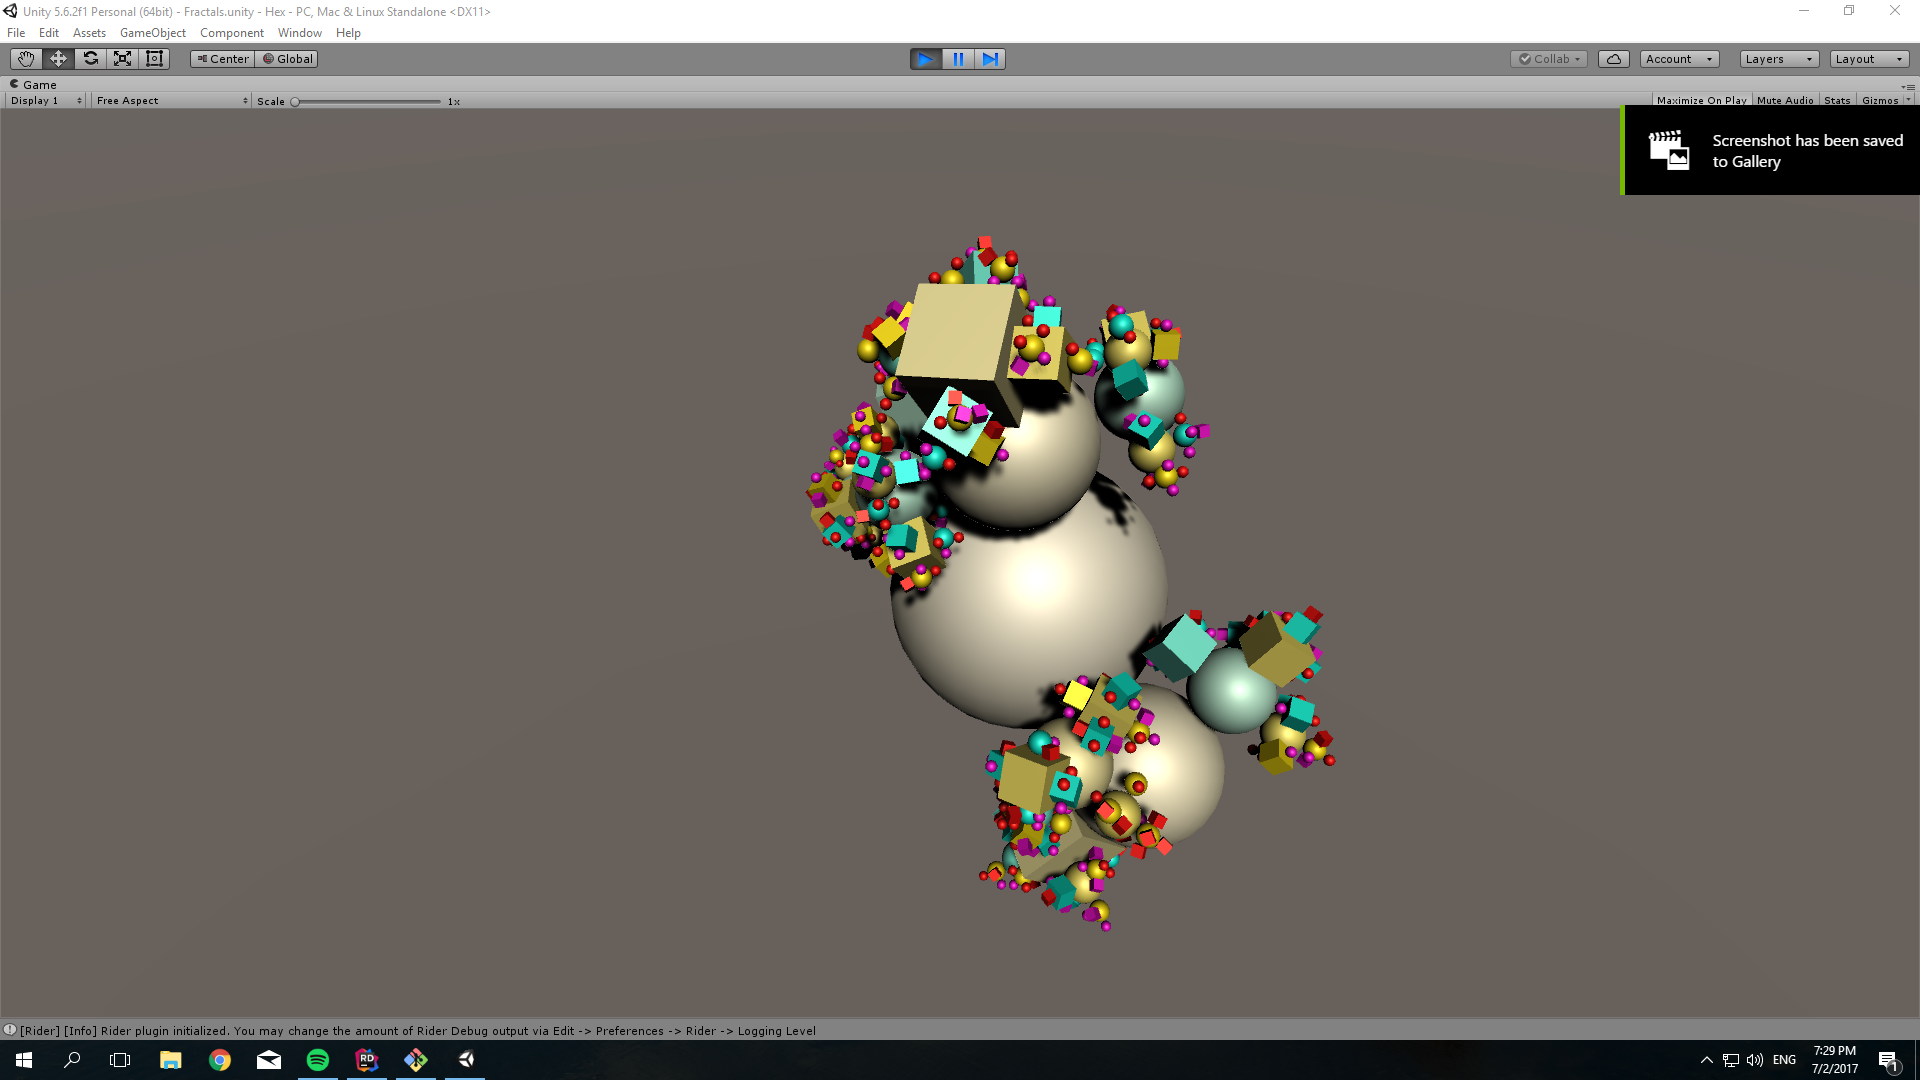 Unity 5.6.2f1 Personal (64bit) - Fractals.unity - Hex - PC, Mac & Linux Standalone <DX11>
File Edit Assets GameObject Component Window Help
Center Global Collab Account Layers Layout
Game
Display 1 Free Aspect Scale 1x Maximize On Play Mute Audio Stats Gizmos
Screenshot has been saved
to Gallery
[Rider] [Info] Rider plugin initialized. You may change the amount of Rider Debug output via Edit -> Preferences -> Rider -> Logging Level
RD
ENG
7:29 PM
7/2/2017
1